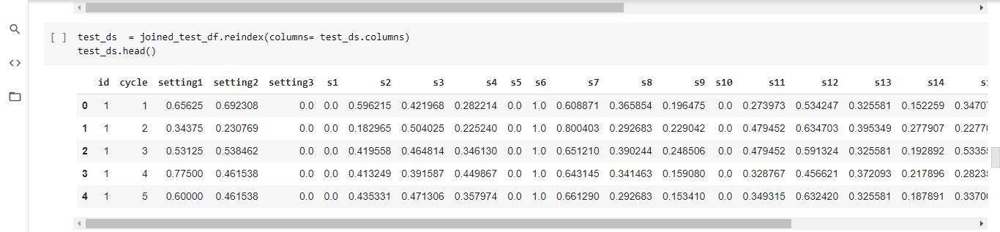 [ ] test_ds  = joined_test_df.reindex(columns= test_ds.columns)
test_ds.head()
id cycle setting1 setting2 setting3 s1 s2 s3 s4 s5 s6 s7 s8 s9 s10 s11 s12 s13 s14
0 1 1 0.65625 0.692308 0.0 0.0 0.596215 0.421968 0.282214 0.0 1.0 0.608871 0.365854 0.196475 0.0 0.273973 0.534247 0.325581 0.152259 0.3470
1 1 2 0.34375 0.230769 0.0 0.0 0.182965 0.504025 0.225240 0.0 1.0 0.800403 0.292683 0.229042 0.0 0.479452 0.634703 0.395349 0.277907 0.2277
2 1 3 0.53125 0.538462 0.0 0.0 0.419558 0.464814 0.346130 0.0 1.0 0.651210 0.390244 0.248506 0.0 0.479452 0.591324 0.325581 0.192892 0.5335
3 1 4 0.77500 0.461538 0.0 0.0 0.413249 0.391587 0.449867 0.0 1.0 0.643145 0.341463 0.159080 0.0 0.328767 0.456621 0.372093 0.217896 0.2823
4 1 5 0.60000 0.461538 0.0 0.0 0.435331 0.471306 0.357974 0.0 1.0 0.661290 0.292683 0.153410 0.0 0.349315 0.632420 0.325581 0.187891 0.3370